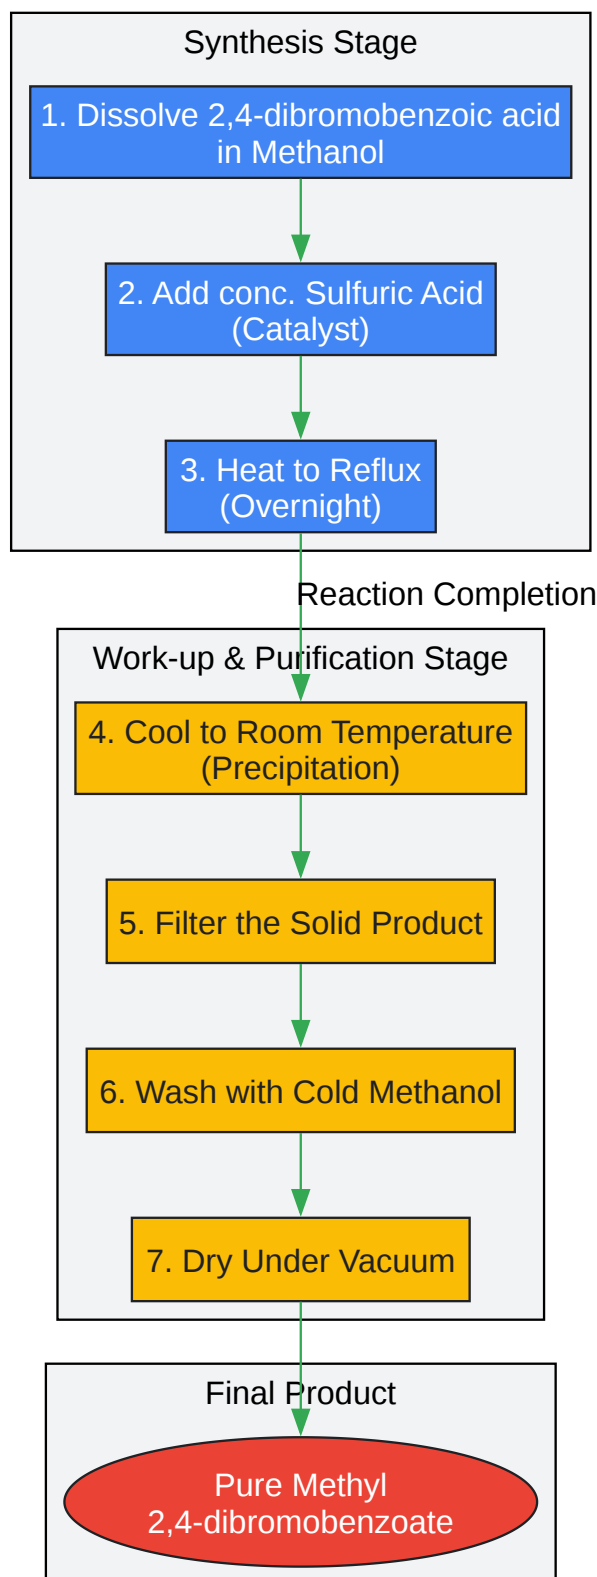 Synthesis Stage
1. Dissolve 2,4-dibromobenzoic acid
in Methanol
2. Add conc. Sulfuric Acid
(Catalyst)
3. Heat to Reflux
(Overnight)
Reaction Completion
Work-up & Purification Stage
4. Cool to Room Temperature
(Precipitation)
5. Filter the Solid Product
6. Wash with Cold Methanol
7. Dry Under Vacuum
Final Product
Pure Methyl
2,4-dibromobenzoate